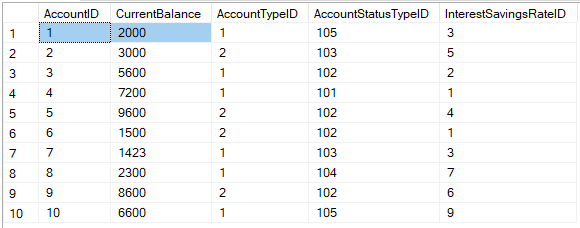 AccountID CurrentBalance AccountTypeID AccountStatusTypeID InterestSavingsRateID
1 1 2000 1 105 3
2 2 3000 2 103 5
3 3 5600 1 102 2
4 4 7200 1 101 1
5 5 9600 2 102 4
6 6 1500 2 102 1
7 7 1423 1 103 3
8 8 2300 1 104 7
9 9 8600 2 102 6
10 10 6600 1 105 9